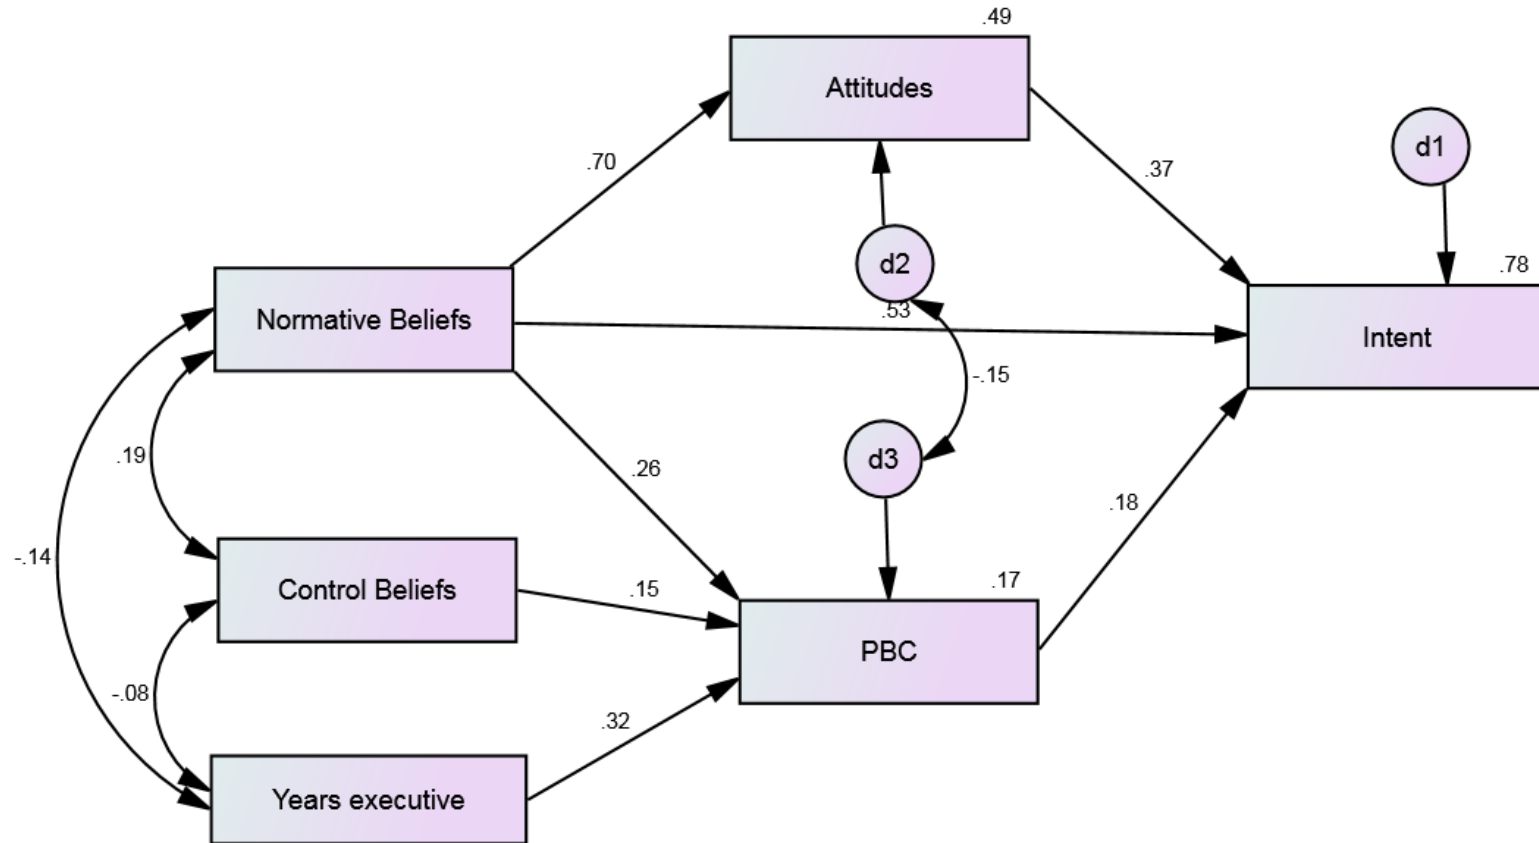 .49
Attitudes
d1
.70
.37
d2
.78
.53
Normative Beliefs
Intent
-.15
.19
d3
.26
.18
-.14
Control Beliefs
.15
.17
PBC
-.08
.32
Years executive